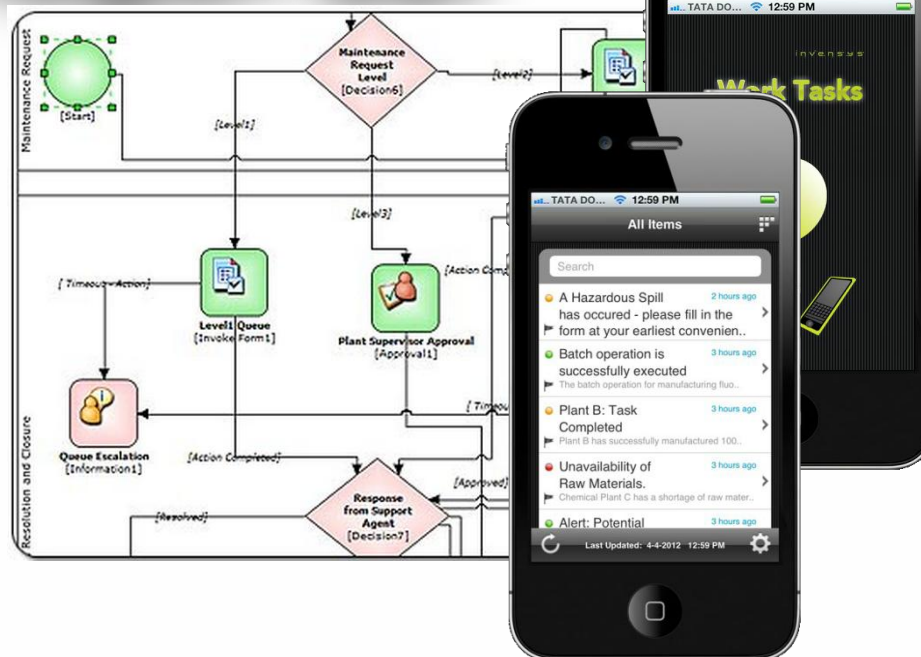 Maintenance Request
[Start]
Maintenance
Request
Level
[Decision6]
[Level1]
[Level2]
[Level3]
Resolution and Closure
[ Timeout Action]
Level1 Queue
[Invoke Form1]
Plant Supervisor Approval
[Approval1]
[Action Comp
Queue Escalation
[Information1]
[ Timeou
[Action Completed]
[Approved]
[Resolved]
Response
from Support
Agent
[Decision7]
TATA DO... 12:59 PM
invensys
Work Tasks
TATA DO... 12:59 PM
All Items
Search
A Hazardous Spill 2 hours ago
has occured - please fill in the
form at your earliest convenien..
Batch operation is 3 hours ago
successfully executed
The batch operation for manufacturing fluo..
Plant B: Task 3 hours ago
Completed
Plant B has successfully manufactured 100..
Unavailability of 3 hours ago
Raw Materials.
Chemical Plant C has a shortage of raw mater..
Alert: Potential 3 hours ago
Last Updated: 4-4-2012 12:59 PM